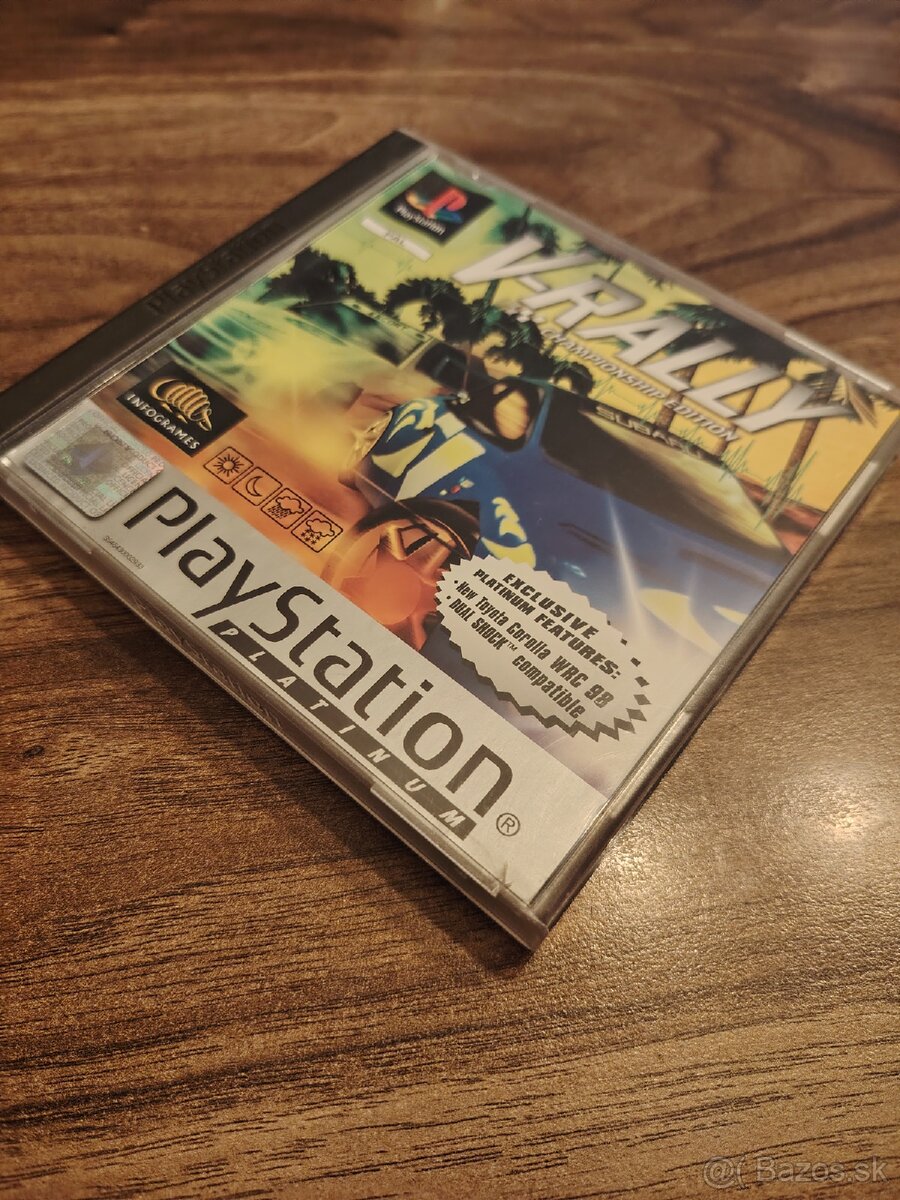 PlayStation
PlayStation
PAL
V-RALLY
CHAMPIONSHIP EDITION
SUBARU
INFOGRAMES
EXCLUSIVE
PLATINUM FEATURES:
• New Toyota Corolla WRC 98
• DUAL SHOCK™ compatible
PlayStation®
PLATINUM
@( Bazos.sk